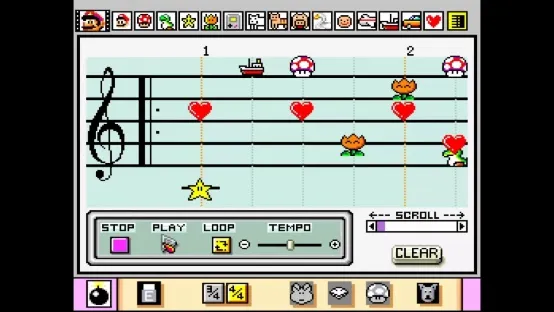 1 2
STOP PLAY LOOP TEMPO
SCROLL
CLEAR
3/4 4/4